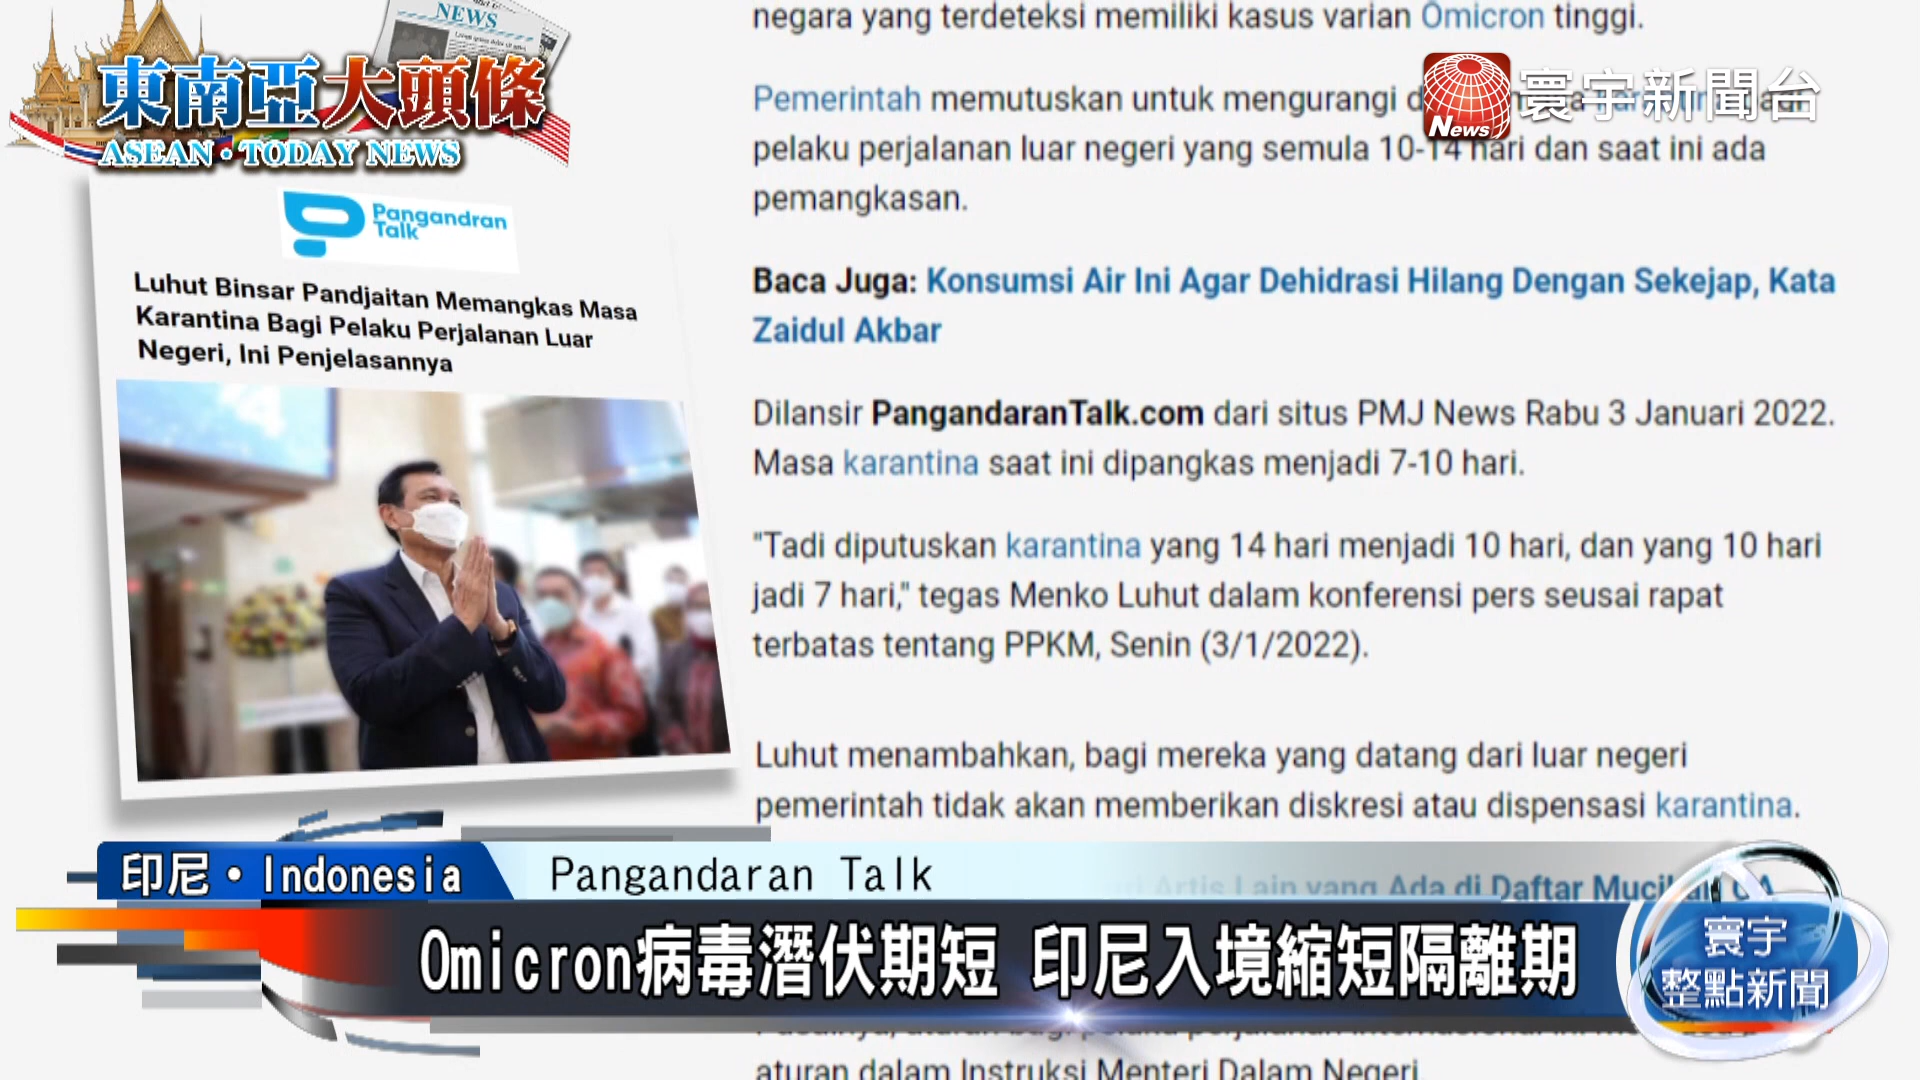 NEWS
東南亞大頭條
ASEAN·TODAY NEWS
News 寰宇新聞台
Pangandran
Talk
Luhut Binsar Pandjaitan Memangkas Masa
Karantina Bagi Pelaku Perjalanan Luar
Negeri, Ini Penjelasannya
negara yang terdeteksi memiliki kasus varian Omicron tinggi.
Pemerintah memutuskan untuk mengurangi
pelaku perjalanan luar negeri yang semula 10-14 hari dan saat ini ada
pemangkasan.
Baca Juga: Konsumsi Air Ini Agar Dehidrasi Hilang Dengan Sekejap, Kata
Zaidul Akbar
Dilansir PangandaranTalk.com dari situs PMJ News Rabu 3 Januari 2022.
Masa karantina saat ini dipangkas menjadi 7-10 hari.
"Tadi diputuskan karantina yang 14 hari menjadi 10 hari, dan yang 10 hari
jadi 7 hari," tegas Menko Luhut dalam konferensi pers seusai rapat
terbatas tentang PPKM, Senin (3/1/2022).
Luhut menambahkan, bagi mereka yang datang dari luar negeri
pemerintah tidak akan memberikan diskresi atau dispensasi karantina.
Artis Lain yang Ada di Daftar
印尼·Indonesia
Pangandaran Talk
Omicron病毒潛伏期短 印尼入境縮短隔離期
寰宇
整點新聞
aturan dalam Instruksi Menteri Dalam Negeri.